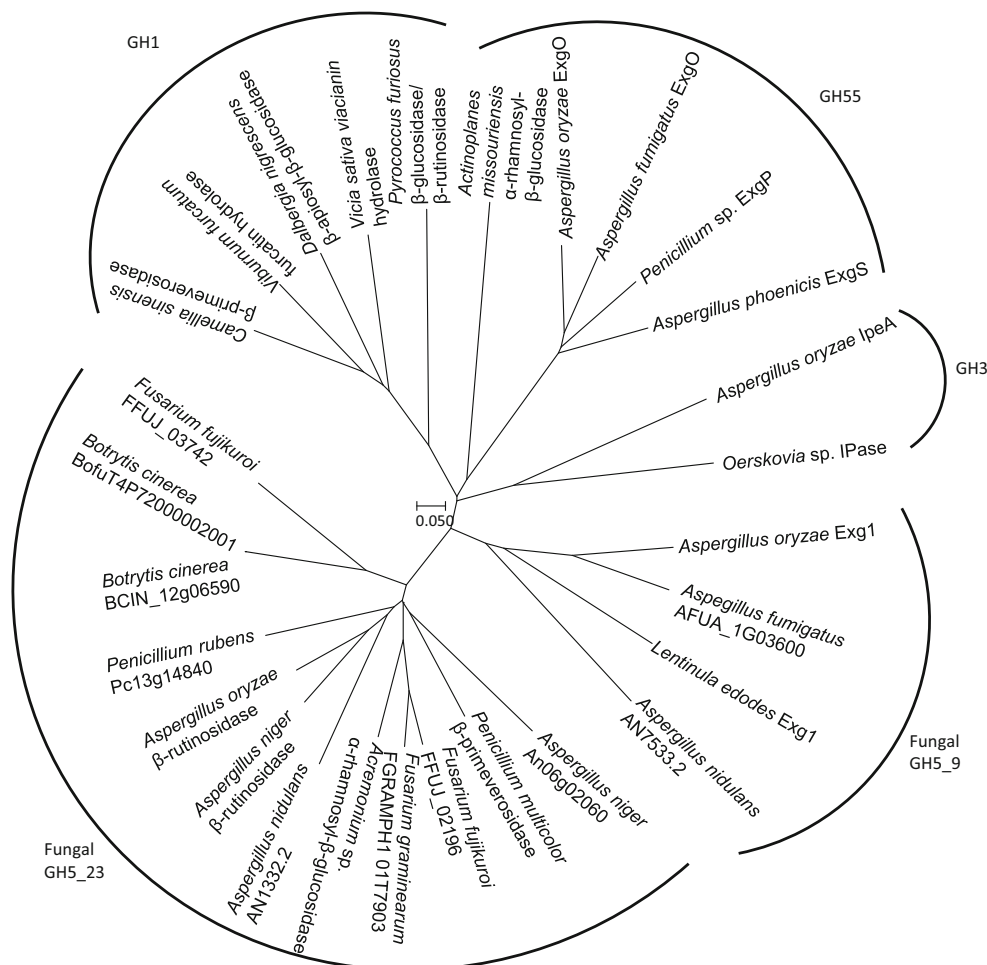 GH1
GH55
GH3
Fungal
GH5_9
Fungal
GH5_23
Camellia sinensis
β-primeverosidase
Viburnum furcatum
furcatin hydrolase
Dalbergia nigrescens
β-apiosyl-β-glucosidase
Vicia sativa viacianin
hydrolase
Pyrococcus furiosus
β-glucosidase/
β-rutinosidase
Actinoplanes
missouriensis
α-rhamnosyl-
β-glucosidase
Aspergillus oryzae ExgO
Aspergillus fumigatus ExgO
Penicillium sp. ExgP
Aspergillus phoenicis ExgS
Aspergillus oryzae IpeA
Oerskovia sp. IPase
Aspergillus oryzae Exg1
Aspegillus fumigatus
AFUA_1G03600
Lentinula edodes Exg1
Aspergillus nidulans
AN7533.2
Aspergillus niger
An06g02060
Penicillium multicolor
β-primeverosidase
Fusarium fujikuroi
FFUJ_02196
Fusarium graminearum
FGRAMPH1 01T7903
Acremonium sp.
α-rhamnosyl-β-glucosidase
Aspergillus nidulans
AN1332.2
Aspergillus niger
β-rutinosidase
Aspergillus oryzae
β-rutinosidase
Penicillium rubens
Pc13g14840
Botrytis cinerea
BCIN_12g06590
Botrytis cinerea
BofuT4P72000002001
Fusarium fujikuroi
FFUJ_03742
0.050